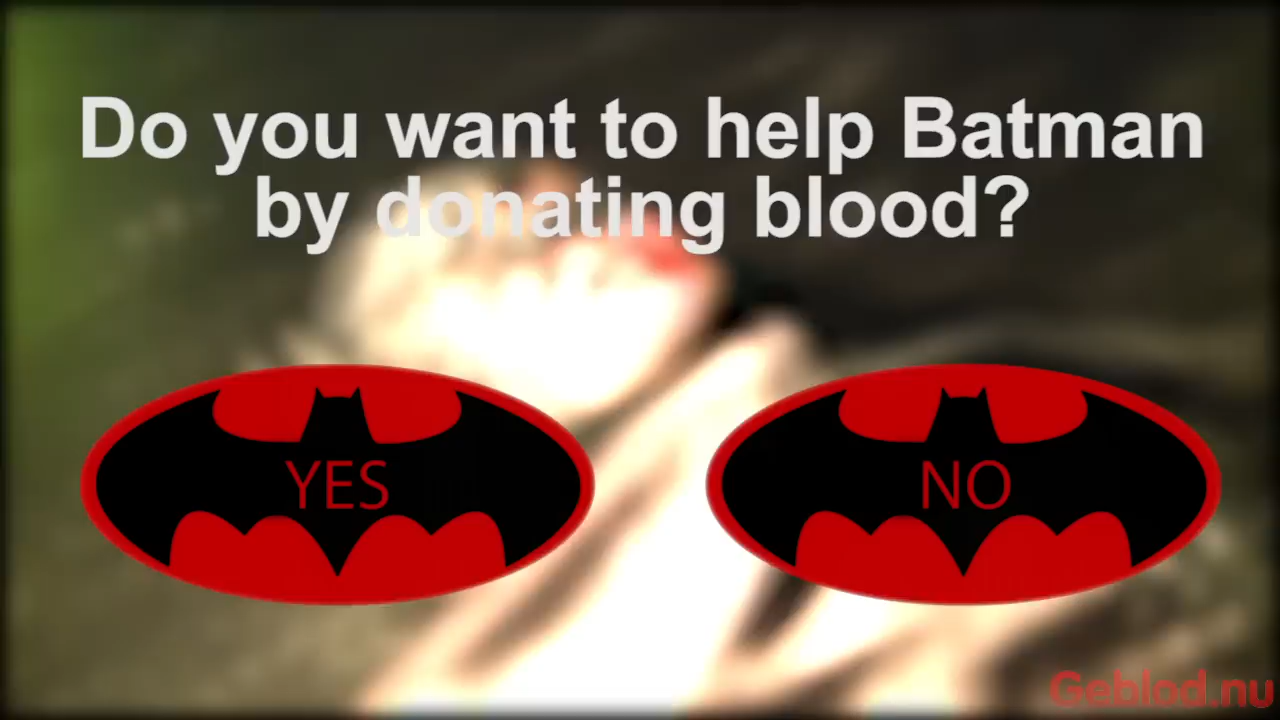 Do you want to help Batman
by donating blood?
YES
NO
Geblod.nu